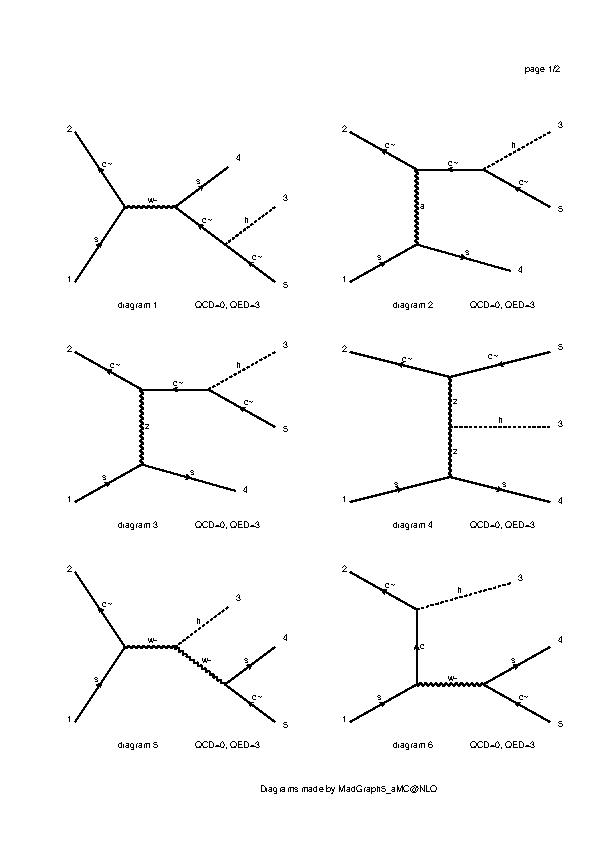 page 1/2
2
c~
s
1
w-
s
4
c~
h
3
c~
5
diagram 1 QCD=0, QED=3
2
c~
c~
h
3
c~
5
a
1
s
s
4
diagram 2 QCD=0, QED=3
2
c~
c~
h
3
c~
5
z
1
s
s
4
diagram 3 QCD=0, QED=3
2
c~
c~
5
z
h
3
z
1
s
s
4
diagram 4 QCD=0, QED=3
2
c~
s
1
w-
h
3
w-
s
4
c~
5
diagram 5 QCD=0, QED=3
2
c~
h
3
c
1
s
w-
s
4
c~
5
diagram 6 QCD=0, QED=3
Diagrams made by MadGraph5_aMC@NLO